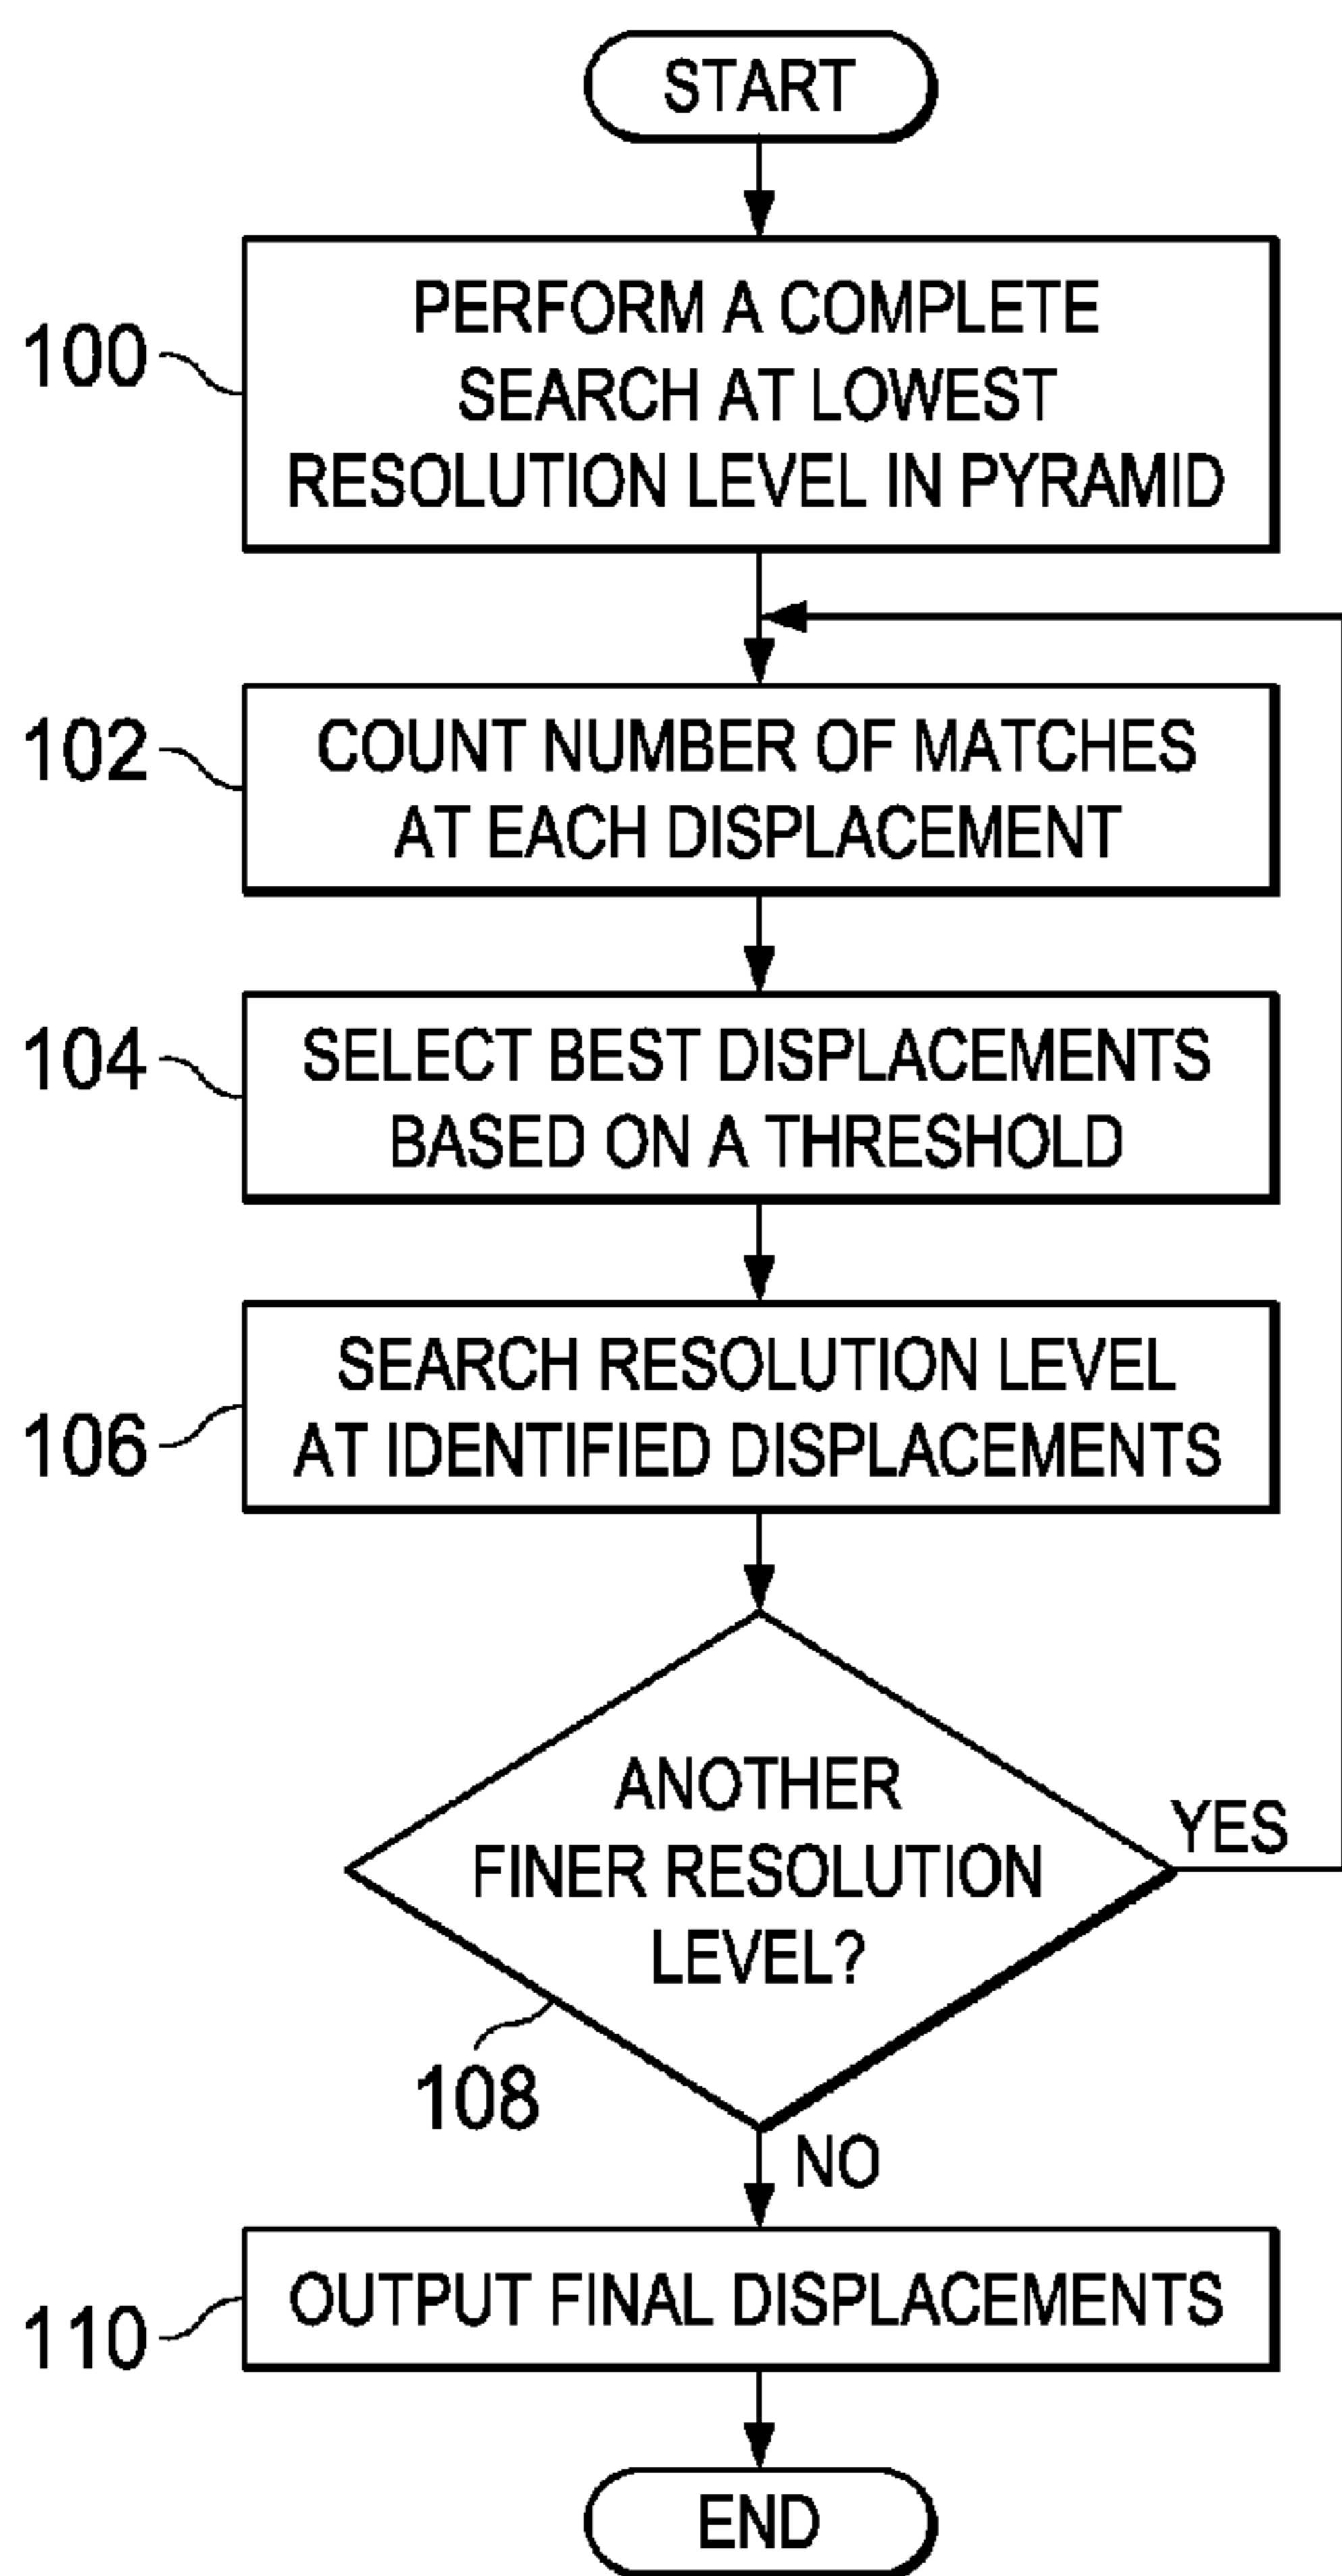 START
100
PERFORM A COMPLETE
SEARCH AT LOWEST
RESOLUTION LEVEL IN PYRAMID
102
COUNT NUMBER OF MATCHES
AT EACH DISPLACEMENT
104
SELECT BEST DISPLACEMENTS
BASED ON A THRESHOLD
106
SEARCH RESOLUTION LEVEL
AT IDENTIFIED DISPLACEMENTS
ANOTHER
FINER RESOLUTION
LEVEL?
YES
108
NO
110
OUTPUT FINAL DISPLACEMENTS
END